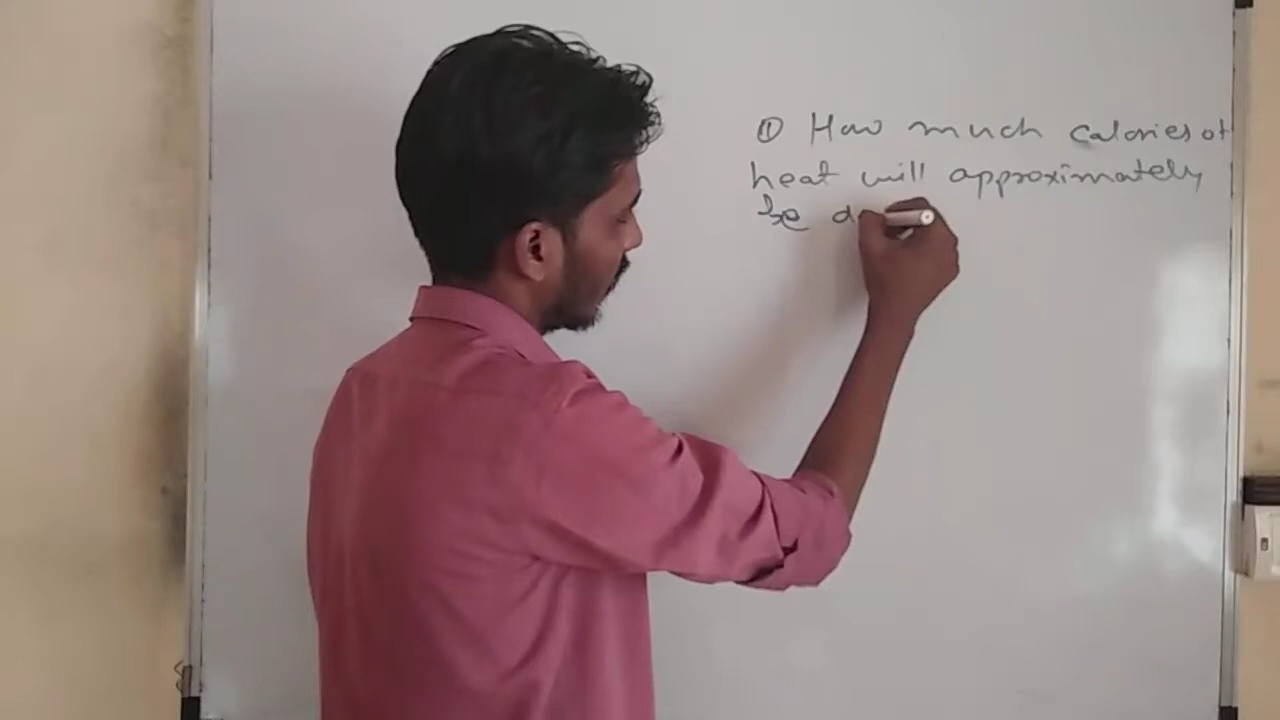 ① How much calories of
heat will approximately
be